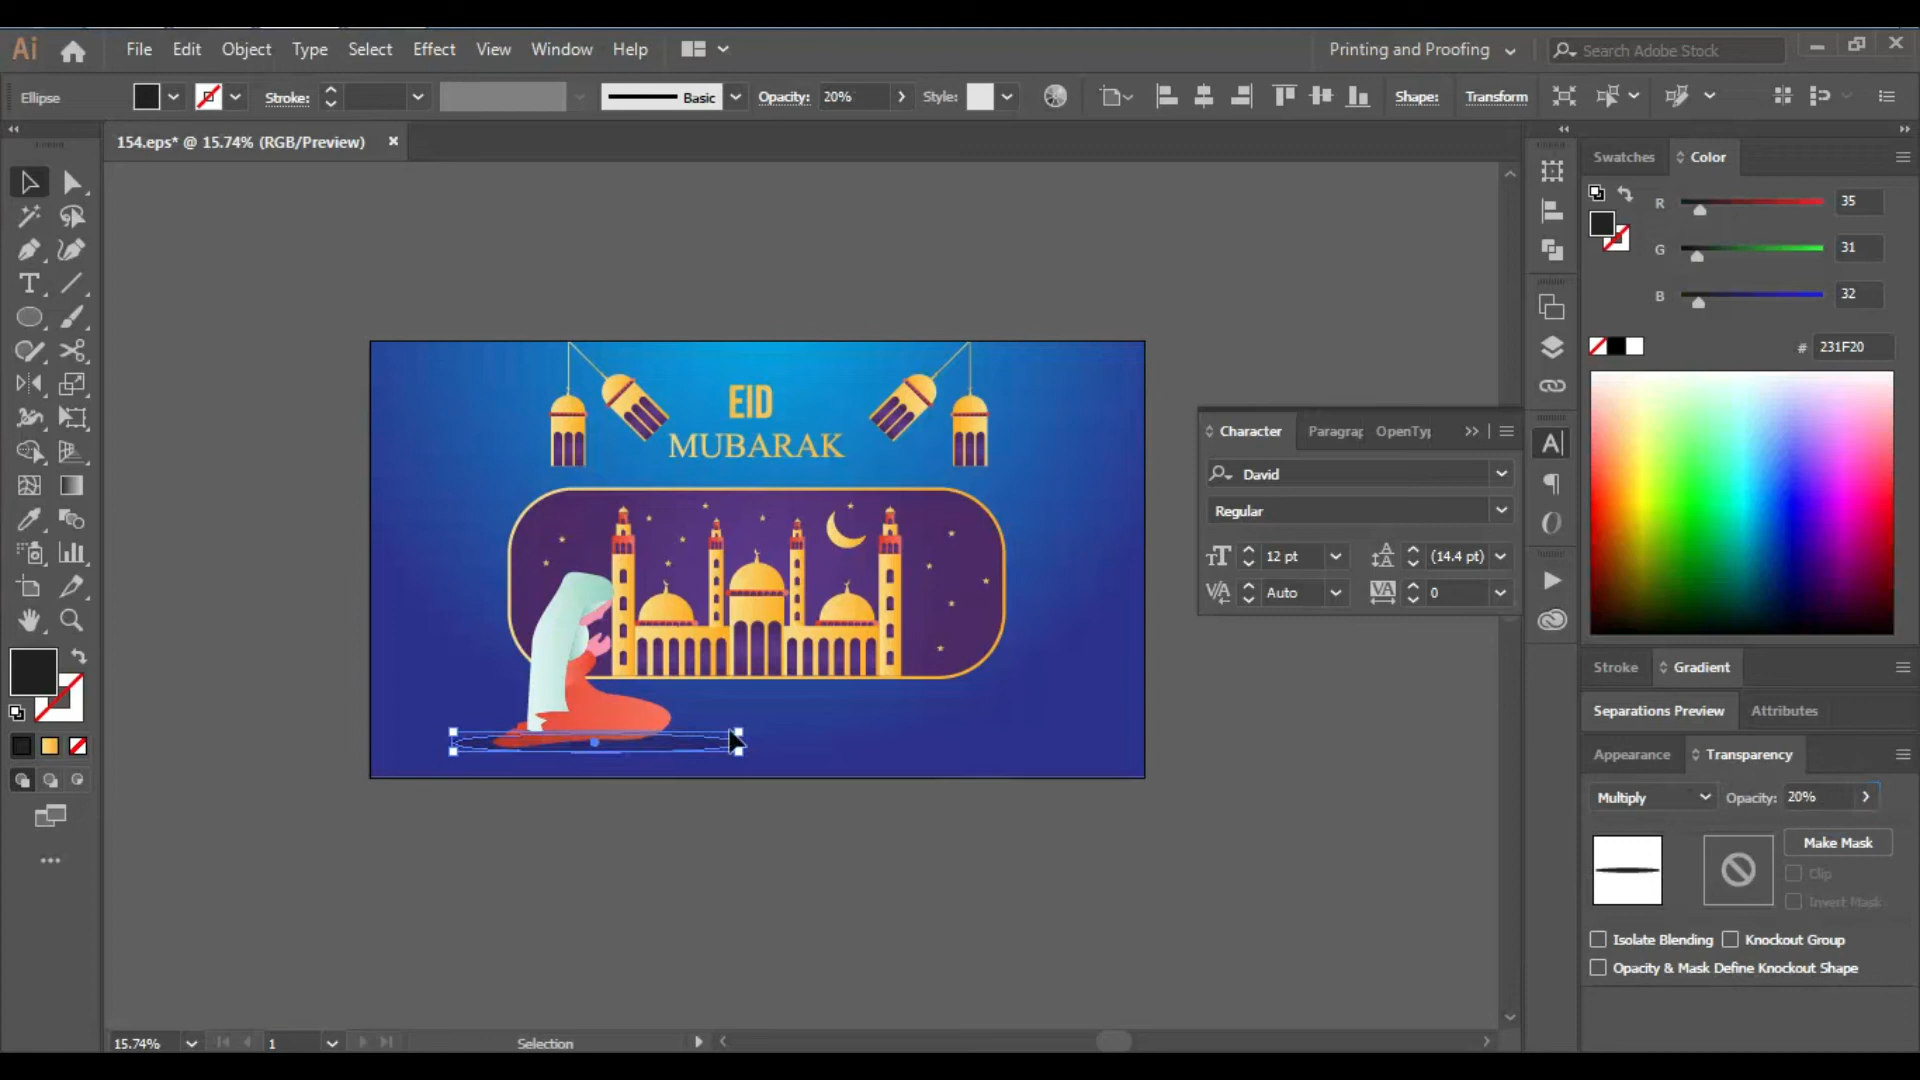 Ai File Edit Object Type Select Effect View Window Help Printing and Proofing Search Adobe Stock
Ellipse Stroke: Basic Opacity: 20% Style: Shape: Transform
154.eps* @ 15.74% (RGB/Preview)
Swatches Color
R 35
G 31
B 32
# 231F20
EID
MUBARAK
Character Paragrap OpenTyp
David
Regular
12 pt (14.4 pt)
Auto 0
Stroke Gradient
Separations Preview Attributes
Appearance Transparency
Multiply Opacity: 20%
Make Mask
Clip
Invert Mask
Isolate Blending Knockout Group
Opacity & Mask Define Knockout Shape
15.74% 1 Selection